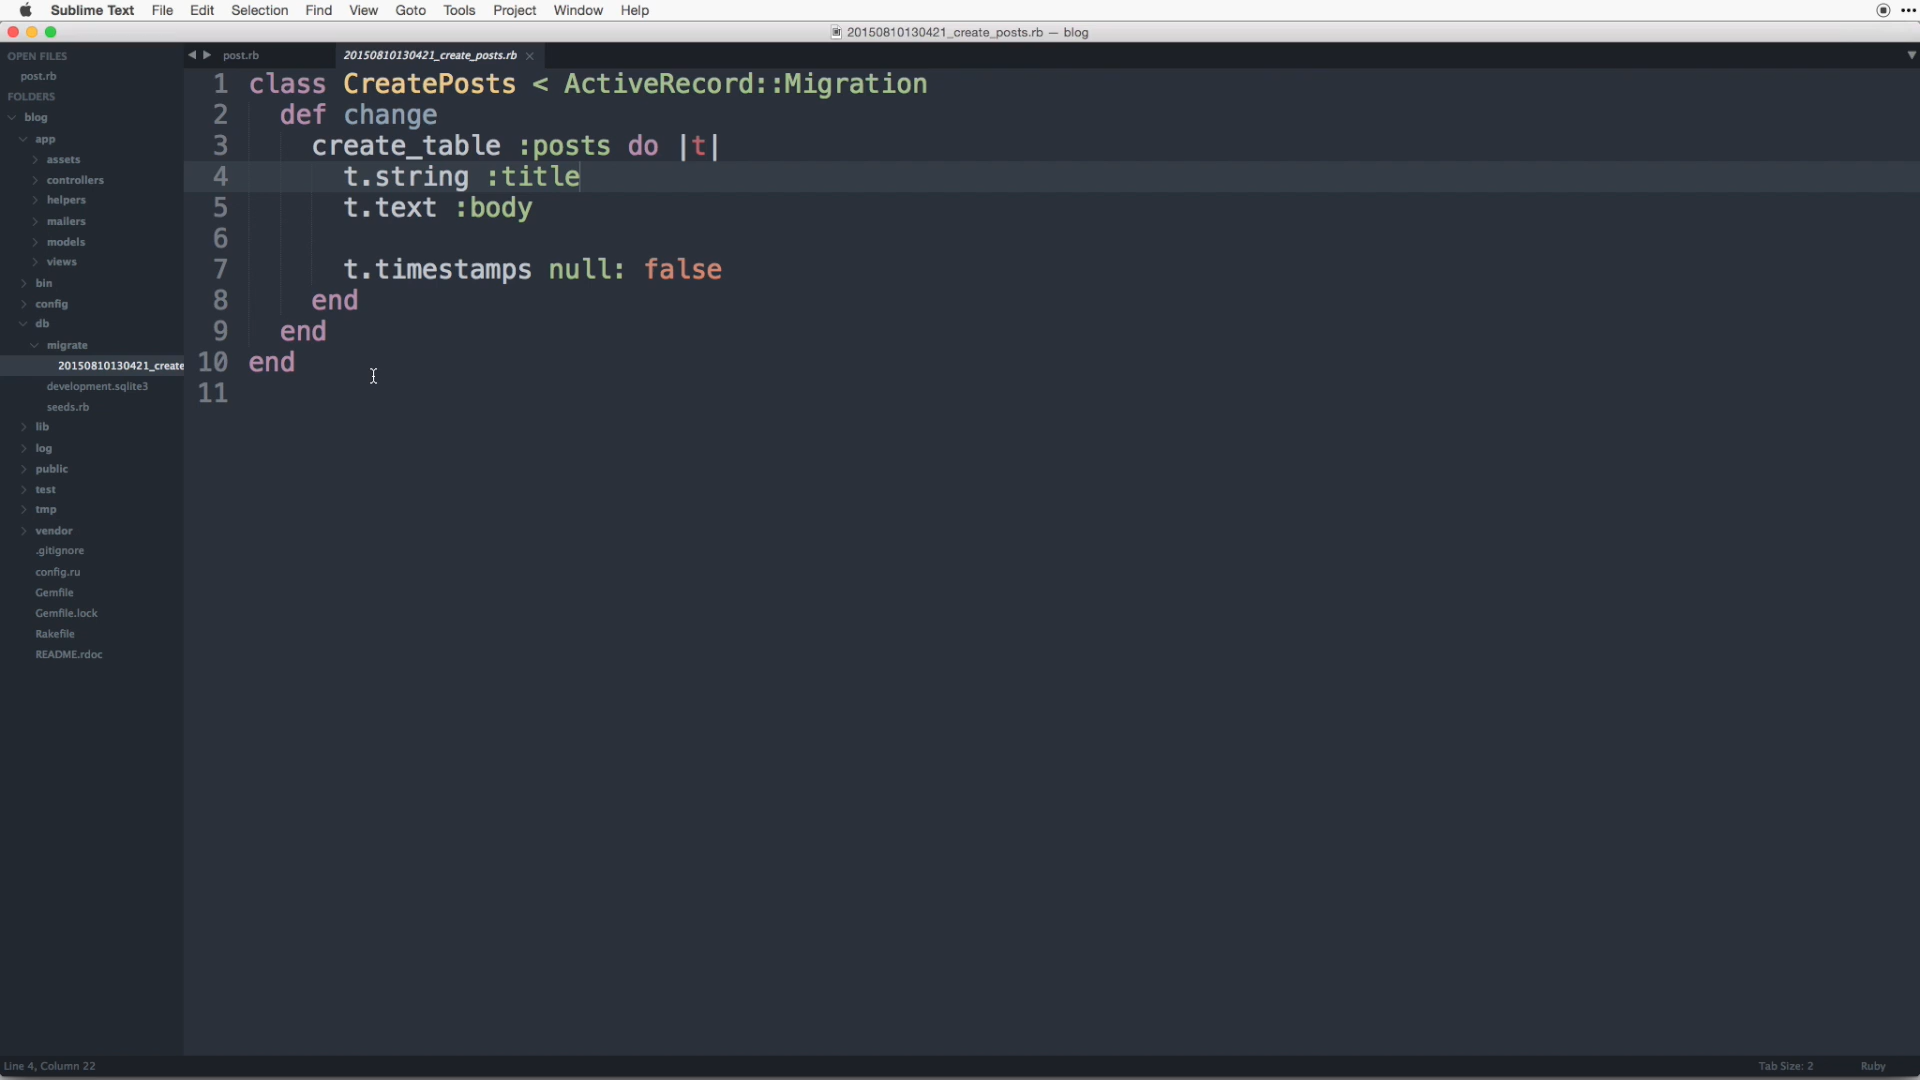 Sublime Text File Edit Selection Find View Goto Tools Project Window Help
20150810130421_create_posts.rb — blog
OPEN FILES
post.rb
FOLDERS
blog
app
assets
controllers
helpers
mailers
models
views
bin
config
db
migrate
20150810130421_create
development.sqlite3
seeds.rb
lib
log
public
test
tmp
vendor
.gitignore
config.ru
Gemfile
Gemfile.lock
Rakefile
README.rdoc
post.rb 20150810130421_create_posts.rb
1 class CreatePosts < ActiveRecord::Migration
2 def change
3 create_table :posts do |t|
4 t.string :title
5 t.text :body
6
7 t.timestamps null: false
8 end
9 end
10 end
11
Line 4, Column 22 Tab Size: 2 Ruby